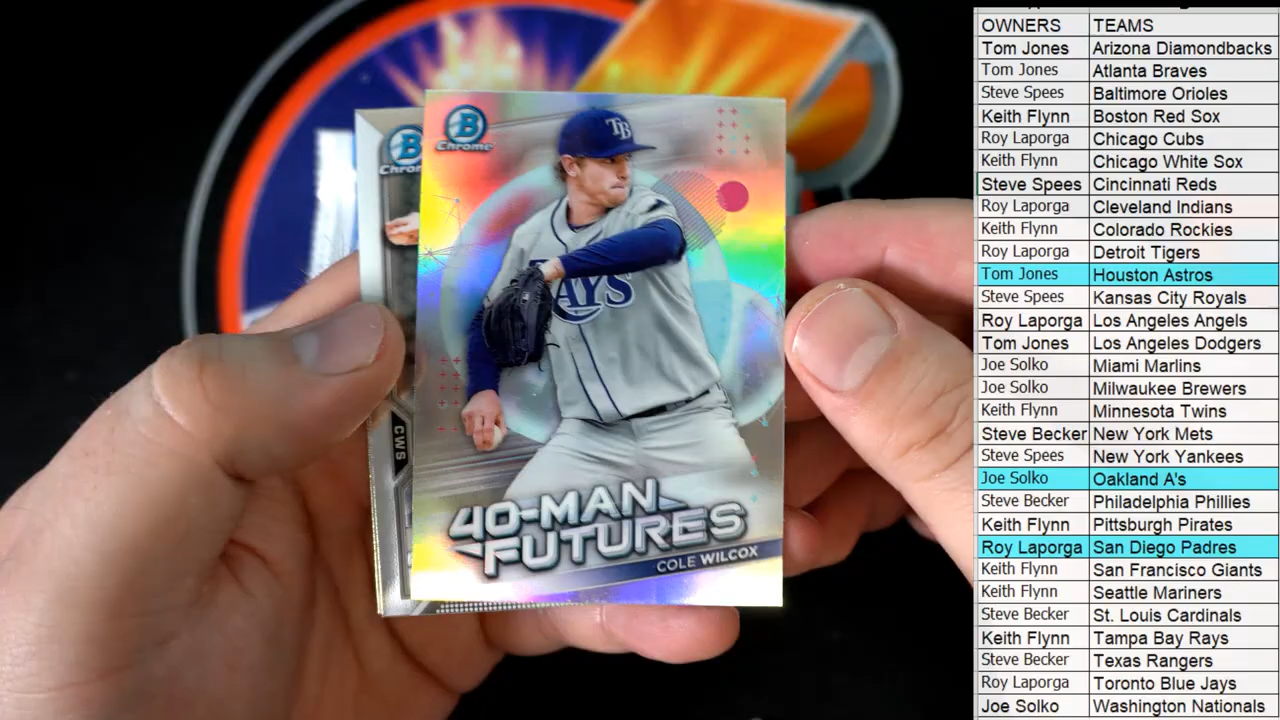 B
Chrome
B
Chro
TB
RAYS
CWS
40-MAN
FUTURES
COLE WILCOX
OWNERS TEAMS
Tom Jones Arizona Diamondbacks
Tom Jones Atlanta Braves
Steve Spees Baltimore Orioles
Keith Flynn Boston Red Sox
Roy Laporga Chicago Cubs
Keith Flynn Chicago White Sox
Steve Spees Cincinnati Reds
Roy Laporga Cleveland Indians
Keith Flynn Colorado Rockies
Roy Laporga Detroit Tigers
Tom Jones Houston Astros
Steve Spees Kansas City Royals
Roy Laporga Los Angeles Angels
Tom Jones Los Angeles Dodgers
Joe Solko Miami Marlins
Joe Solko Milwaukee Brewers
Keith Flynn Minnesota Twins
Steve Becker New York Mets
Steve Spees New York Yankees
Joe Solko Oakland A's
Steve Becker Philadelphia Phillies
Keith Flynn Pittsburgh Pirates
Roy Laporga San Diego Padres
Keith Flynn San Francisco Giants
Keith Flynn Seattle Mariners
Steve Becker St. Louis Cardinals
Keith Flynn Tampa Bay Rays
Steve Becker Texas Rangers
Roy Laporga Toronto Blue Jays
Joe Solko Washington Nationals